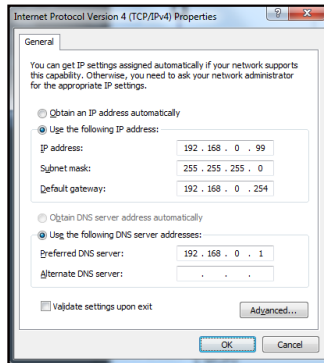 Internet Protocol Version 4 (TCP/IPv4) Properties
General
You can get IP settings assigned automatically if your network supports
this capability. Otherwise, you need to ask your network administrator
for the appropriate IP settings.
Obtain an IP address automatically
Use the following IP address:
IP address: 192 . 168 . 0 . 99
Subnet mask: 255 . 255 . 255 . 0
Default gateway: 192 . 168 . 0 . 254
Obtain DNS server address automatically
Use the following DNS server addresses:
Preferred DNS server: 192 . 168 . 0 . 1
Alternate DNS server: . . .
Validate settings upon exit
Advanced...
OK Cancel